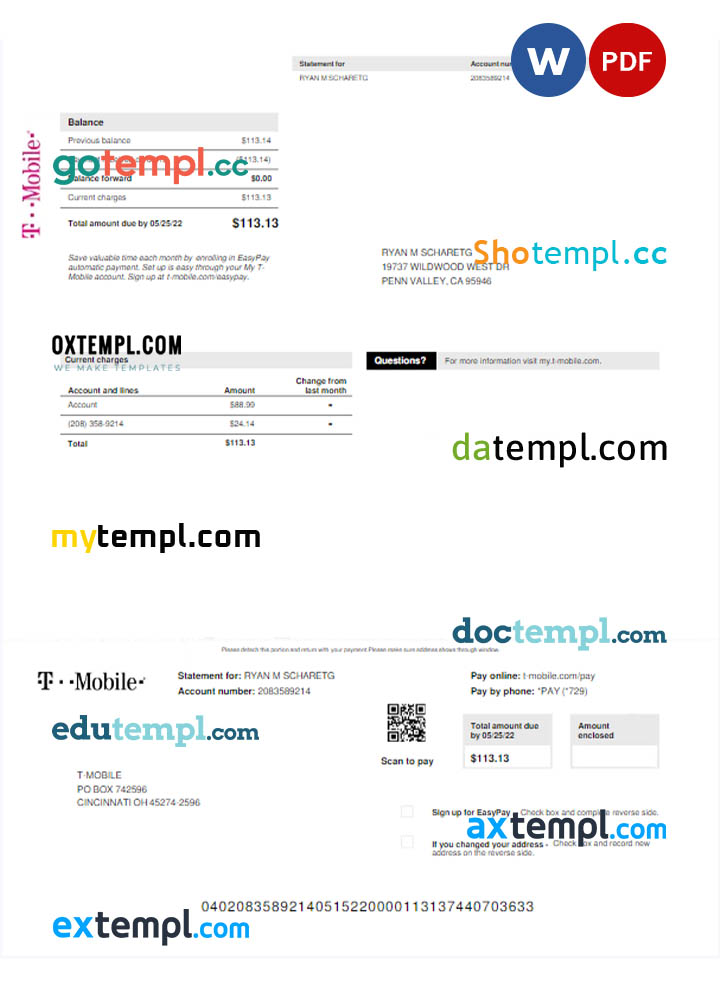 W PDF
Statement for Account
RYAN M SCHARETG 2083589214
T··Mobile·
Balance
Previous balance $113.14
($113.14)
gotempl.cc
Balance forward $0.00
Current charges $113.13
Total amount due by 05/25/22 $113.13
Save valuable time each month by enrolling in EasyPay
automatic payment. Set up is easy through your My T-
Mobile account. Sign up at t-mobile.com/easypay.
RYAN M SCHARETG
Shotempl.cc
19737 WILDWOOD WEST DR
PENN VALLEY, CA 95946
OXTEMPL.COM
WE MAKE TEMPLATES
Current charges
Questions? For more information visit my.t-mobile.com.
Account and lines Amount Change from
last month
Account $88.99 -
(208) 358-9214 $24.14 -
Total $113.13
datempl.com
mytempl.com
doctempl.com
Please detach this portion and return with your payment.Please make sure address shows through window.
T··Mobile·
Statement for: RYAN M SCHARETG
Account number: 2083589214
Pay online: t-mobile.com/pay
Pay by phone: *PAY (*729)
edutempl.com
Scan to pay
Total amount due
by 05/25/22
$113.13
Amount
enclosed
T-MOBILE
PO BOX 742596
CINCINNATI OH 45274-2596
Sign up for EasyPay - Check box and complete reverse side.
axtempl.com
If you changed your address - Check box and record new
address on the reverse side.
0402083589214051522000011313744070363​3
extempl.com